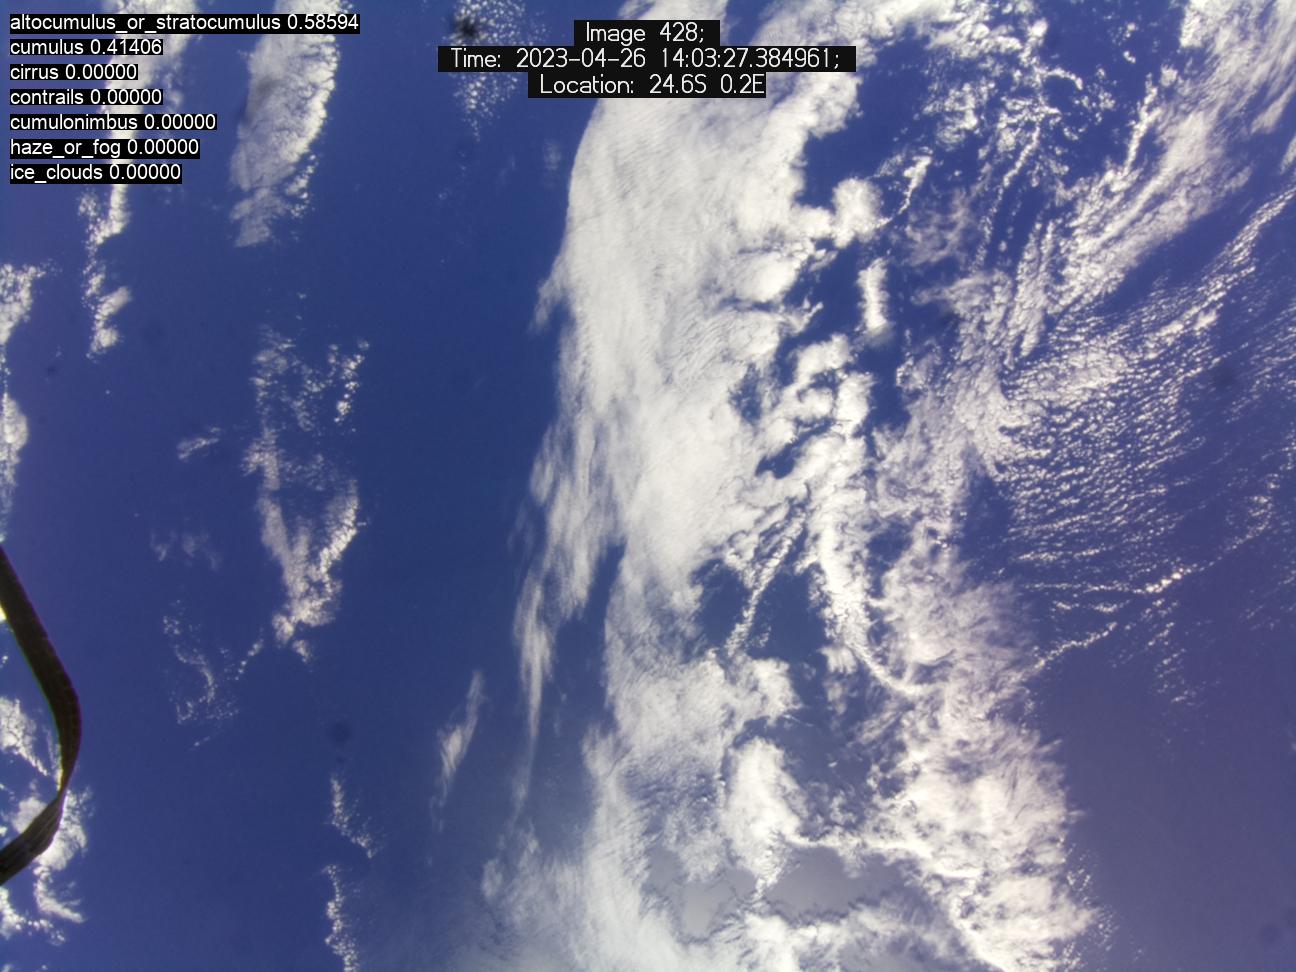 altocumulus_or_stratocumulus 0.58594
cumulus 0.41406
cirrus 0.00000
contrails 0.00000
cumulonimbus 0.00000
haze_or_fog 0.00000
ice_clouds 0.00000
Image 428;
Time: 2023-04-26 14:03:27.384961;
Location: 24.6S 0.2E